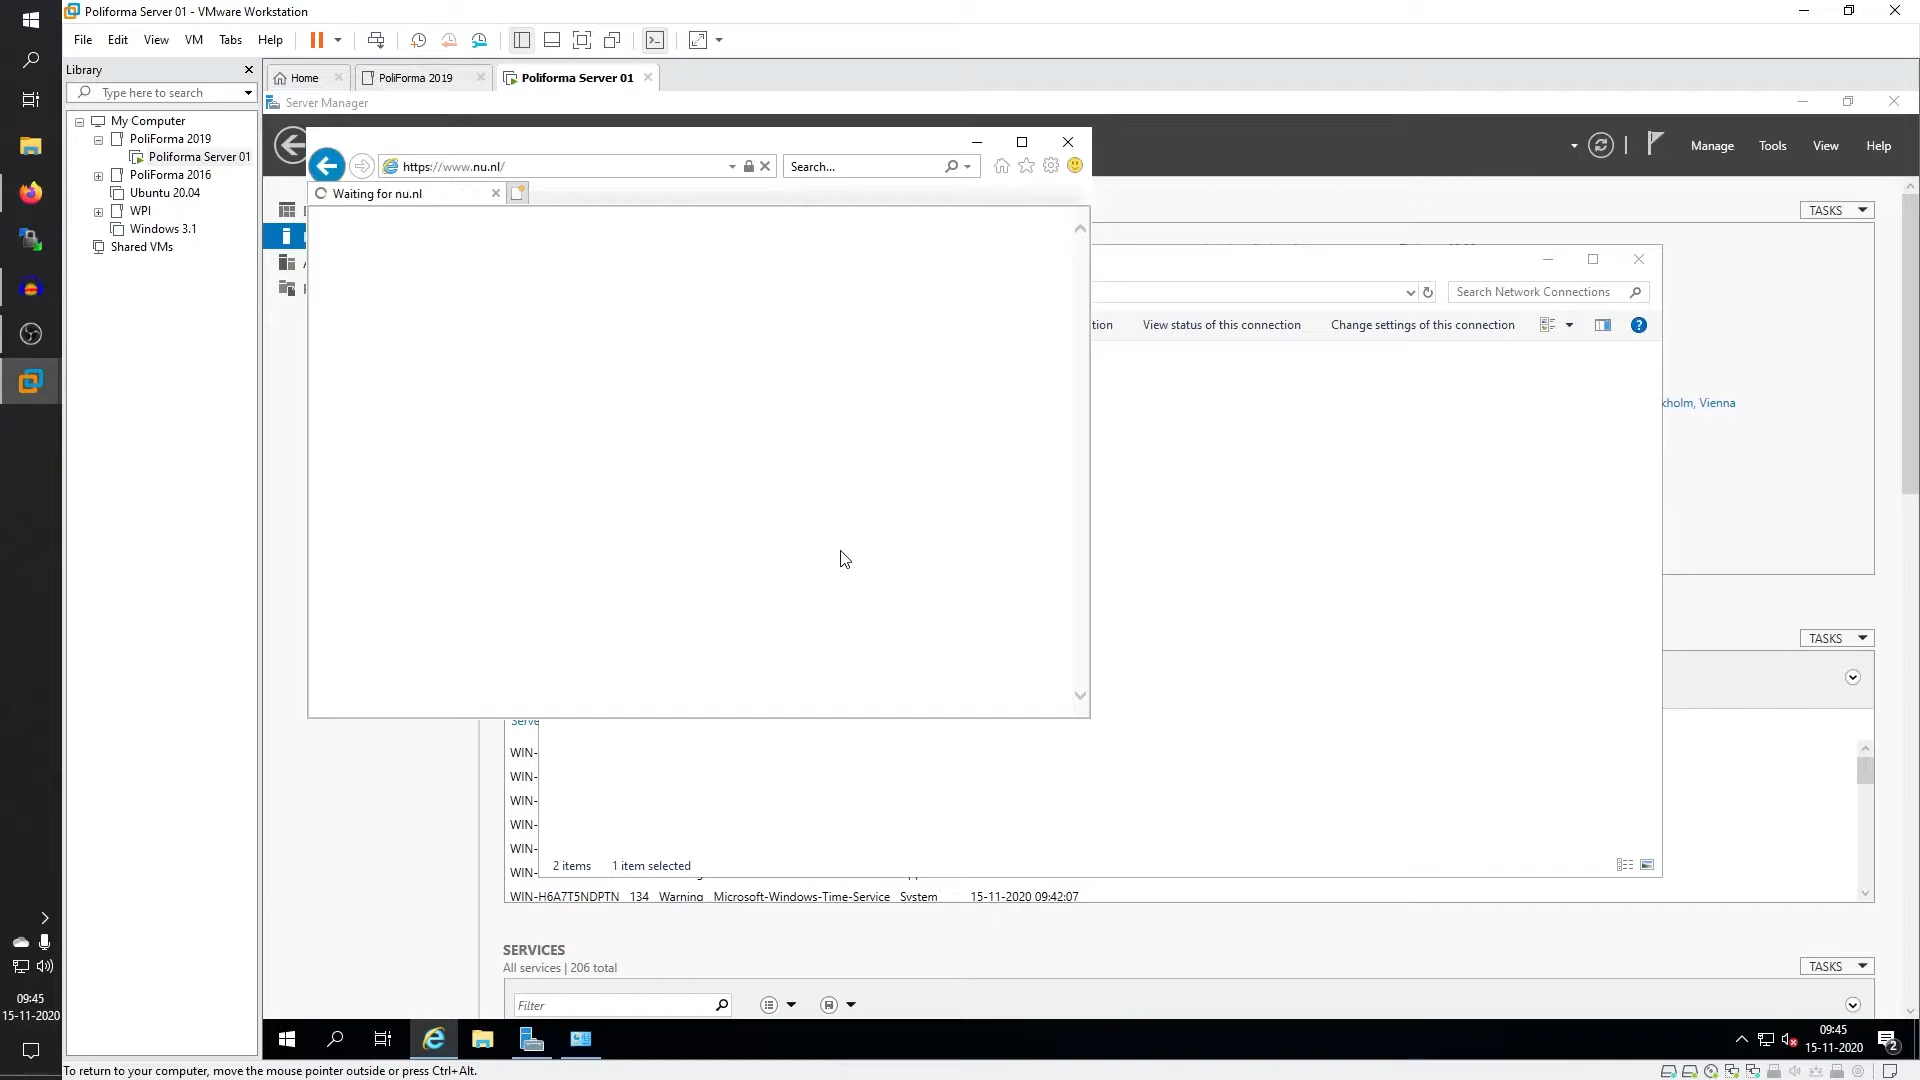 Poliforma Server 01 - VMware Workstation
File Edit View VM Tabs Help
Library
Type here to search
My Computer
PoliForma 2019
Poliforma Server 01
PoliForma 2016
Ubuntu 20.04
WPI
Windows 3.1
Shared VMs
Home
PoliForma 2019
Poliforma Server 01
Server Manager
Manage Tools View Help
https://www.nu.nl/
Search...
Waiting for nu.nl
TASKS
Search Network Connections
tion View status of this connection Change settings of this connection
kholm, Vienna
TASKS
Serve
WIN-
WIN-
WIN-
WIN-
WIN-
WIN-
2 items 1 item selected
WIN-H6A7T5NDPTN 134 Warning Microsoft-Windows-Time-Service System 15-11-2020 09:42:07
SERVICES
All services | 206 total
TASKS
Filter
09:45
15-11-2020
2
09:45
15-11-2020
To return to your computer, move the mouse pointer outside or press Ctrl+Alt.